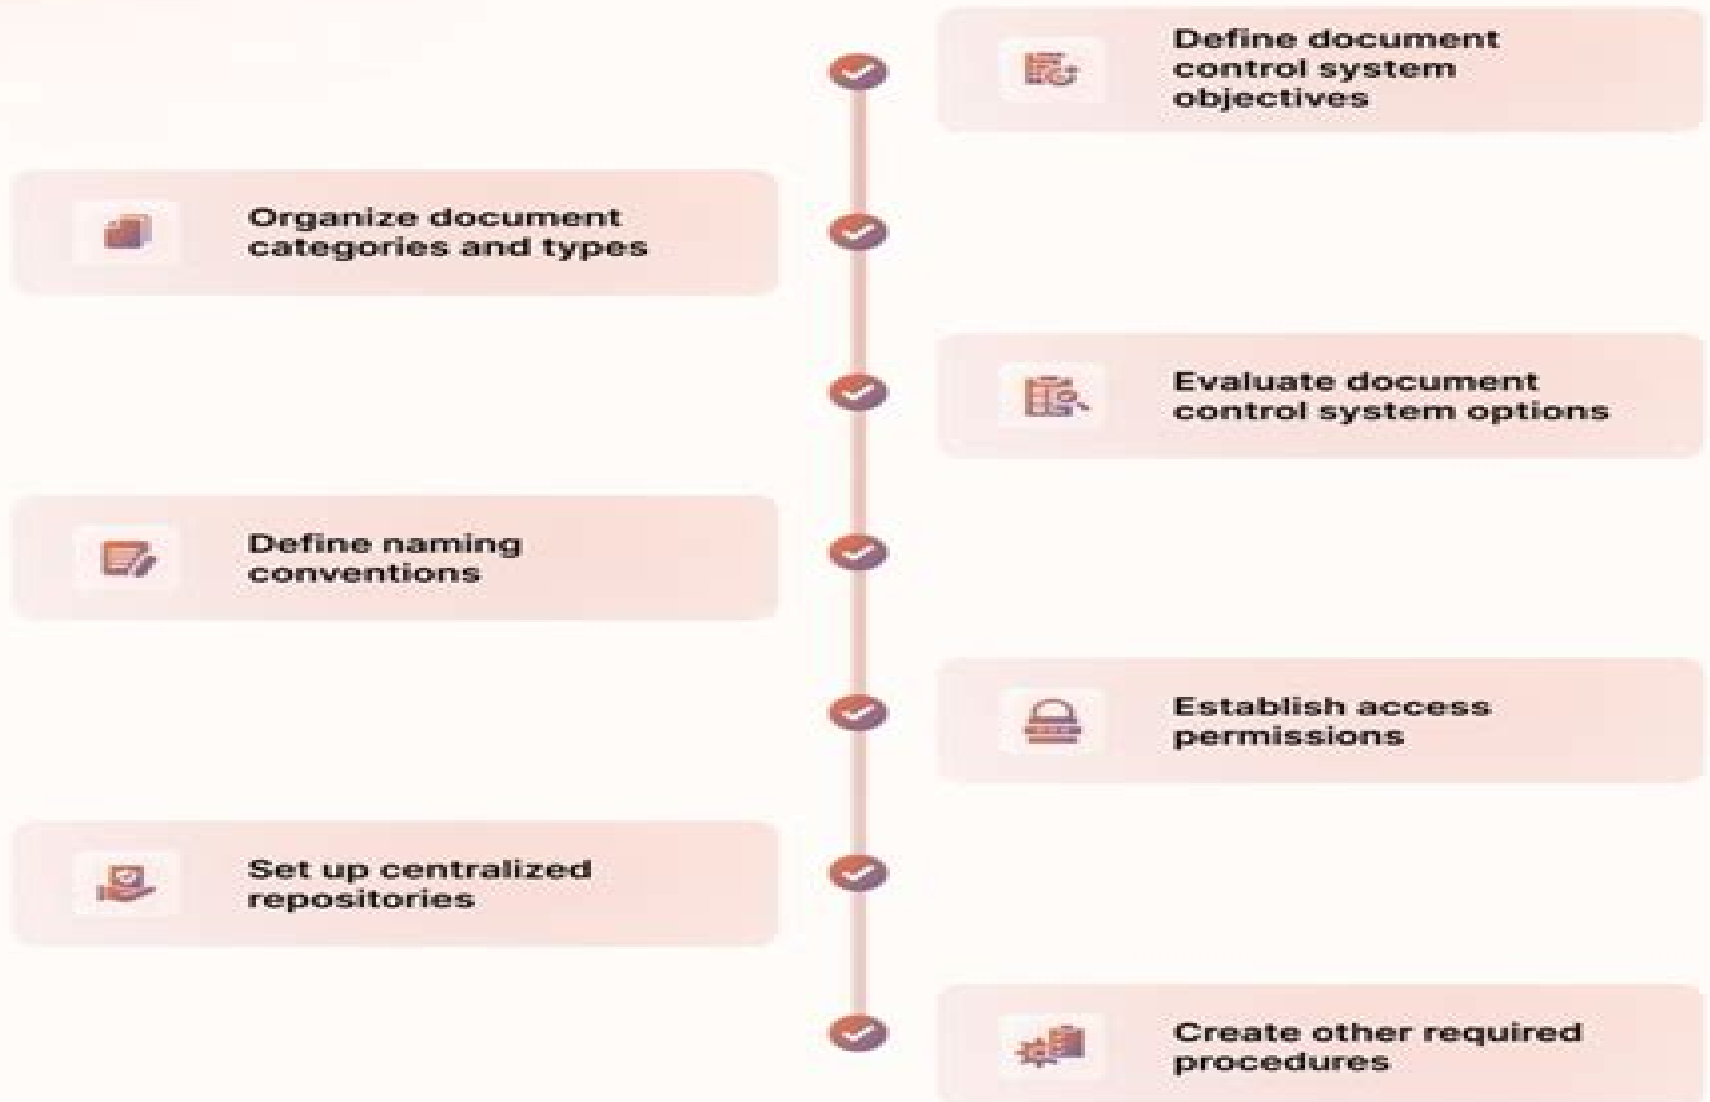 Define document
control system
objectives
Organize document
categories and types
Evaluate document
control system options
Define naming
conventions
Establish access
permissions
Set up centralized
repositories
Create other required
procedures